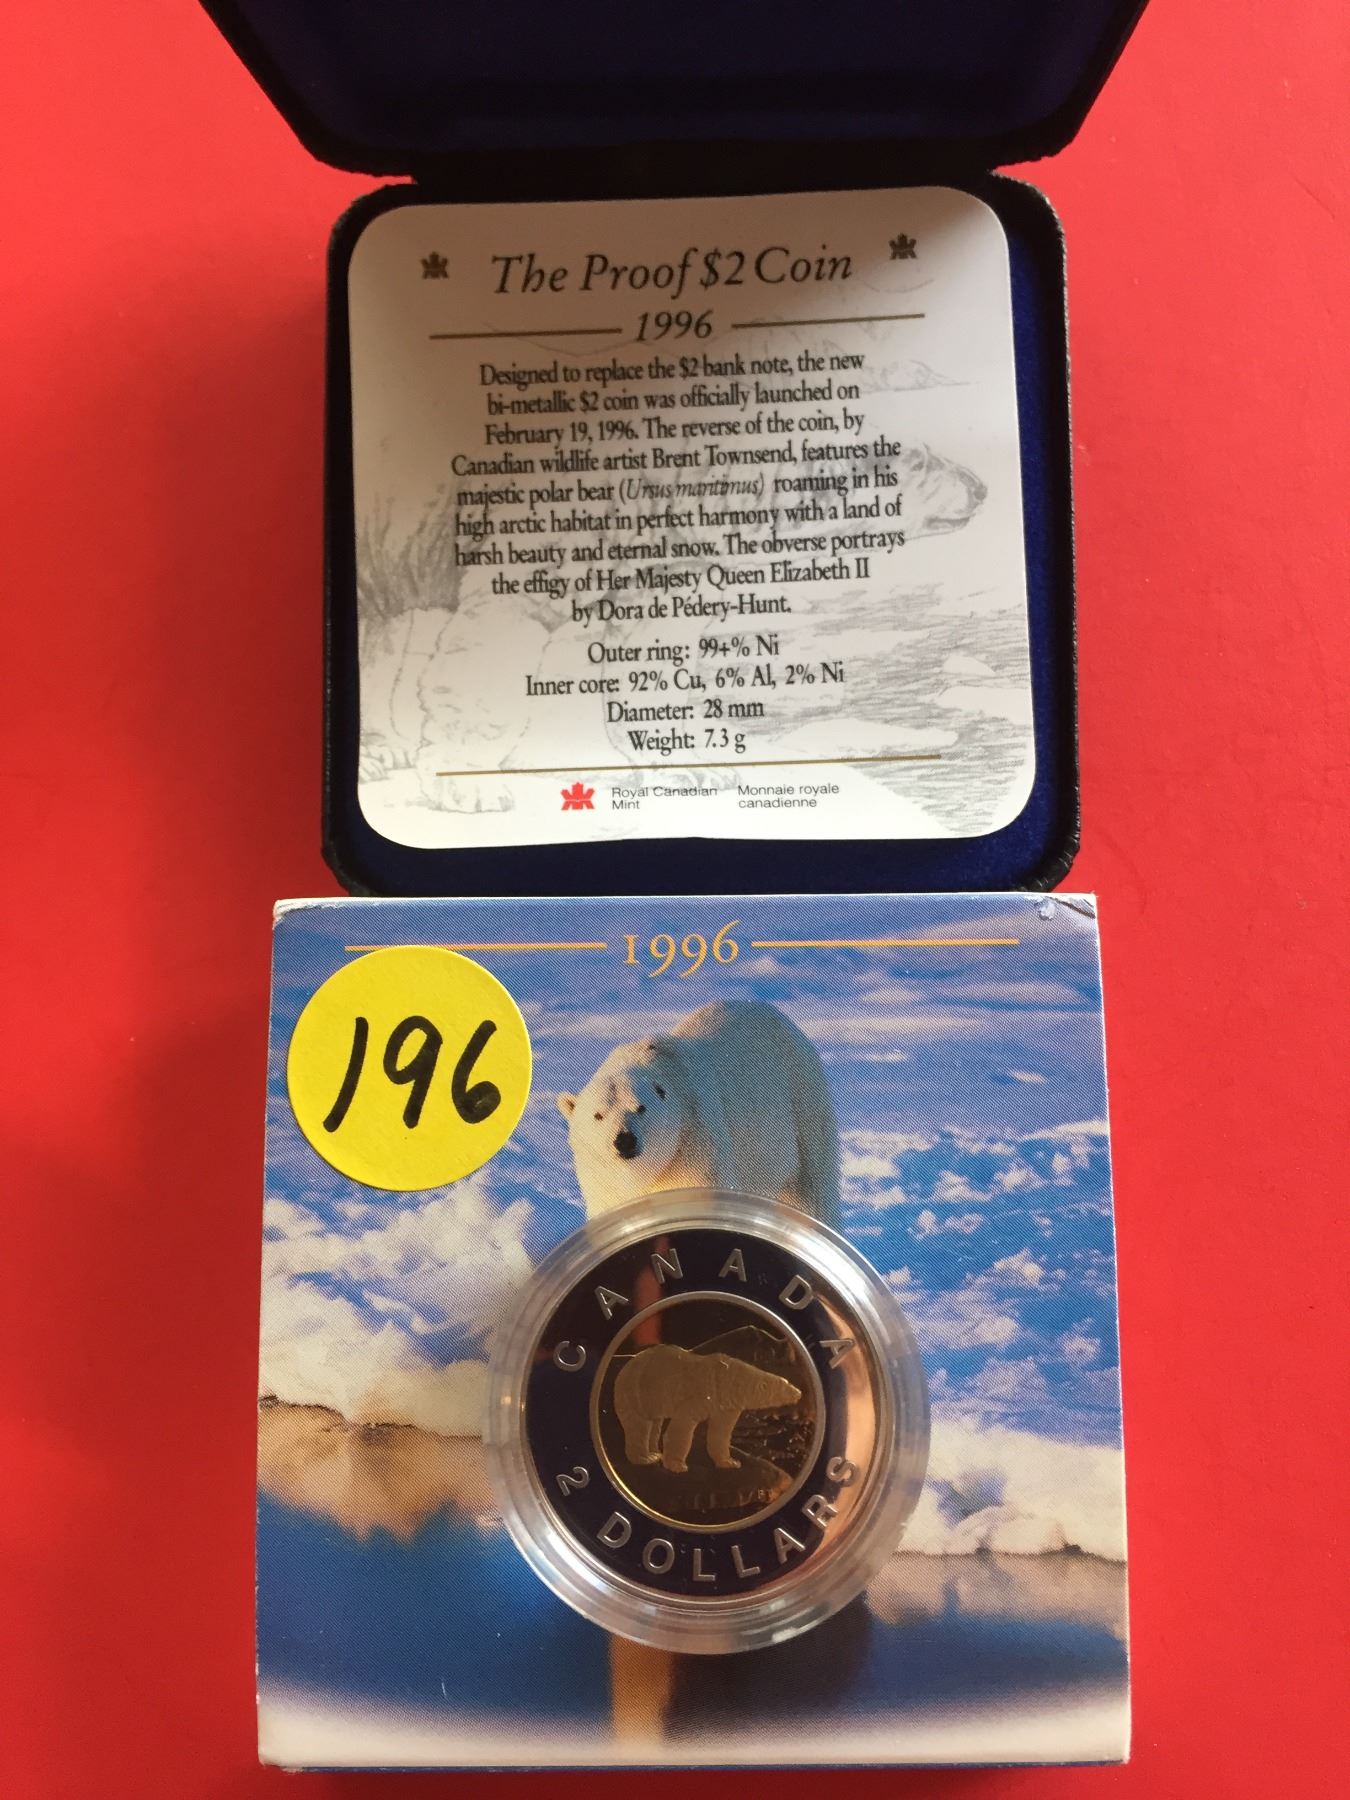 The Proof $2 Coin
1996
Designed to replace the $2 bank note, the new
bi-metallic $2 coin was officially launched on
February 19, 1996. The reverse of the coin, by
Canadian wildlife artist Brent Townsend, features the
majestic polar bear (Ursus maritimus) roaming in his
high arctic habitat in perfect harmony with a land of
harsh beauty and eternal snow. The obverse portrays
the effigy of Her Majesty Queen Elizabeth II
by Dora de Pédery-Hunt.
Outer ring: 99+% Ni
Inner core: 92% Cu, 6% Al, 2% Ni
Diameter: 28 mm
Weight: 7.3 g
Royal Canadian Monnaie royale
Mint canadienne
1996
196
CANADA
2 DOLLARS